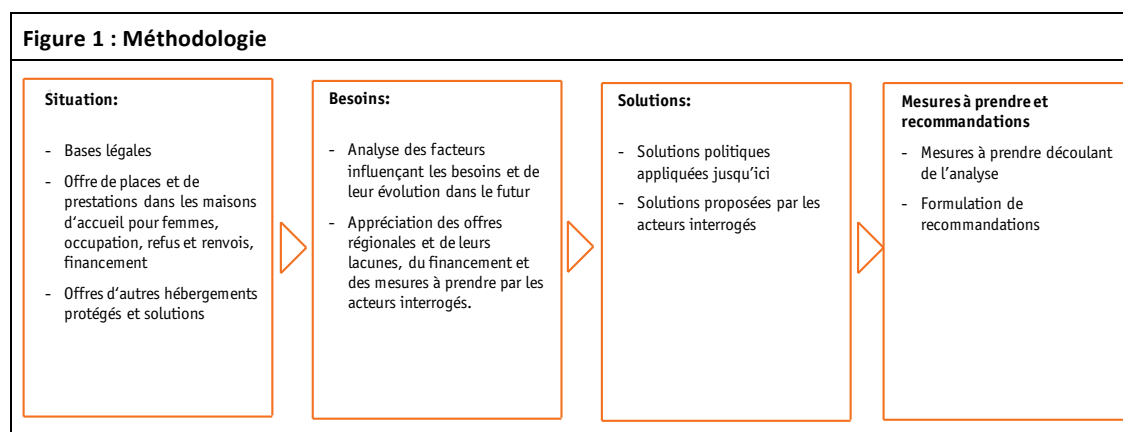 Figure 1 : Méthodologie
Situation:
- Bases légales
- Offre de places et de
prestations dans les maisons
d'accueil pour femmes,
occupation, refus et renvois,
financement
- Offres d'autres hébergements
protégés et solutions
Besoins:
- Analyse des facteurs
influençant les besoins et de
leur évolution dans le futur
- Appréciation des offres
régionales et de leurs
lacunes, du financement et
des mesures à prendre par les
acteurs interrogés.
Solutions:
- Solutions politiques
appliquées jusqu'ici
- Solutions proposées par les
acteurs interrogés
Mesures à prendre et
recommandations
- Mesures à prendre découlant
de l'analyse
- Formulation de
recommandations